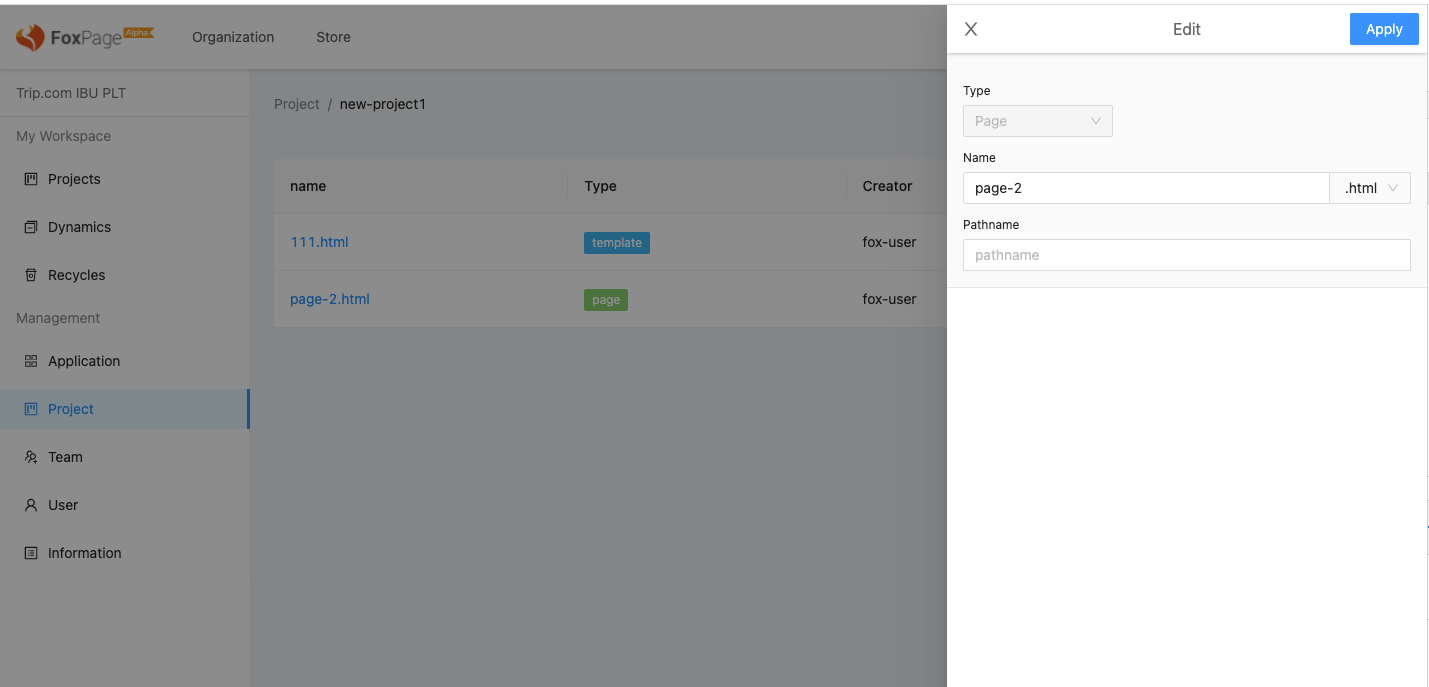 FoxPage Alpha Organization Store
Trip.com IBU PLT
My Workspace
Projects
Dynamics
Recycles
Management
Application
Project
Team
User
Information
Project / new-project1
name Type Creator
111.html template fox-user
page-2.html page fox-user
Edit Apply
Type
Page
Name
page-2 .html
Pathname
pathname